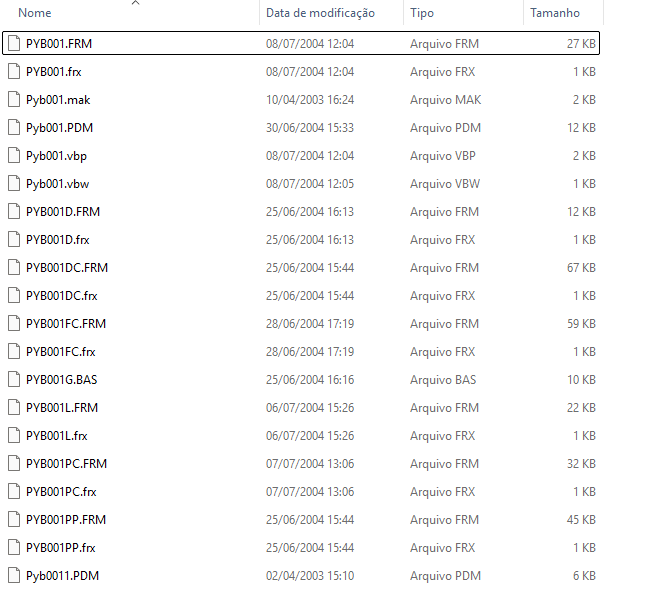 Nome Data de modificação Tipo Tamanho
PYB001.FRM 08/07/2004 12:04 Arquivo FRM 27 KB
PYB001.frx 08/07/2004 12:04 Arquivo FRX 1 KB
Pyb001.mak 10/04/2003 16:24 Arquivo MAK 2 KB
Pyb001.PDM 30/06/2004 15:33 Arquivo PDM 12 KB
Pyb001.vbp 08/07/2004 12:04 Arquivo VBP 2 KB
Pyb001.vbw 08/07/2004 12:05 Arquivo VBW 1 KB
PYB001D.FRM 25/06/2004 16:13 Arquivo FRM 12 KB
PYB001D.frx 25/06/2004 16:13 Arquivo FRX 1 KB
PYB001DC.FRM 25/06/2004 15:44 Arquivo FRM 67 KB
PYB001DC.frx 25/06/2004 15:44 Arquivo FRX 1 KB
PYB001FC.FRM 28/06/2004 17:19 Arquivo FRM 59 KB
PYB001FC.frx 28/06/2004 17:19 Arquivo FRX 1 KB
PYB001G.BAS 25/06/2004 16:16 Arquivo BAS 10 KB
PYB001L.FRM 06/07/2004 15:26 Arquivo FRM 22 KB
PYB001L.frx 06/07/2004 15:26 Arquivo FRX 1 KB
PYB001PC.FRM 07/07/2004 13:06 Arquivo FRM 32 KB
PYB001PC.frx 07/07/2004 13:06 Arquivo FRX 1 KB
PYB001PP.FRM 25/06/2004 15:44 Arquivo FRM 45 KB
PYB001PP.frx 25/06/2004 15:44 Arquivo FRX 1 KB
Pyb0011.PDM 02/04/2003 15:10 Arquivo PDM 6 KB